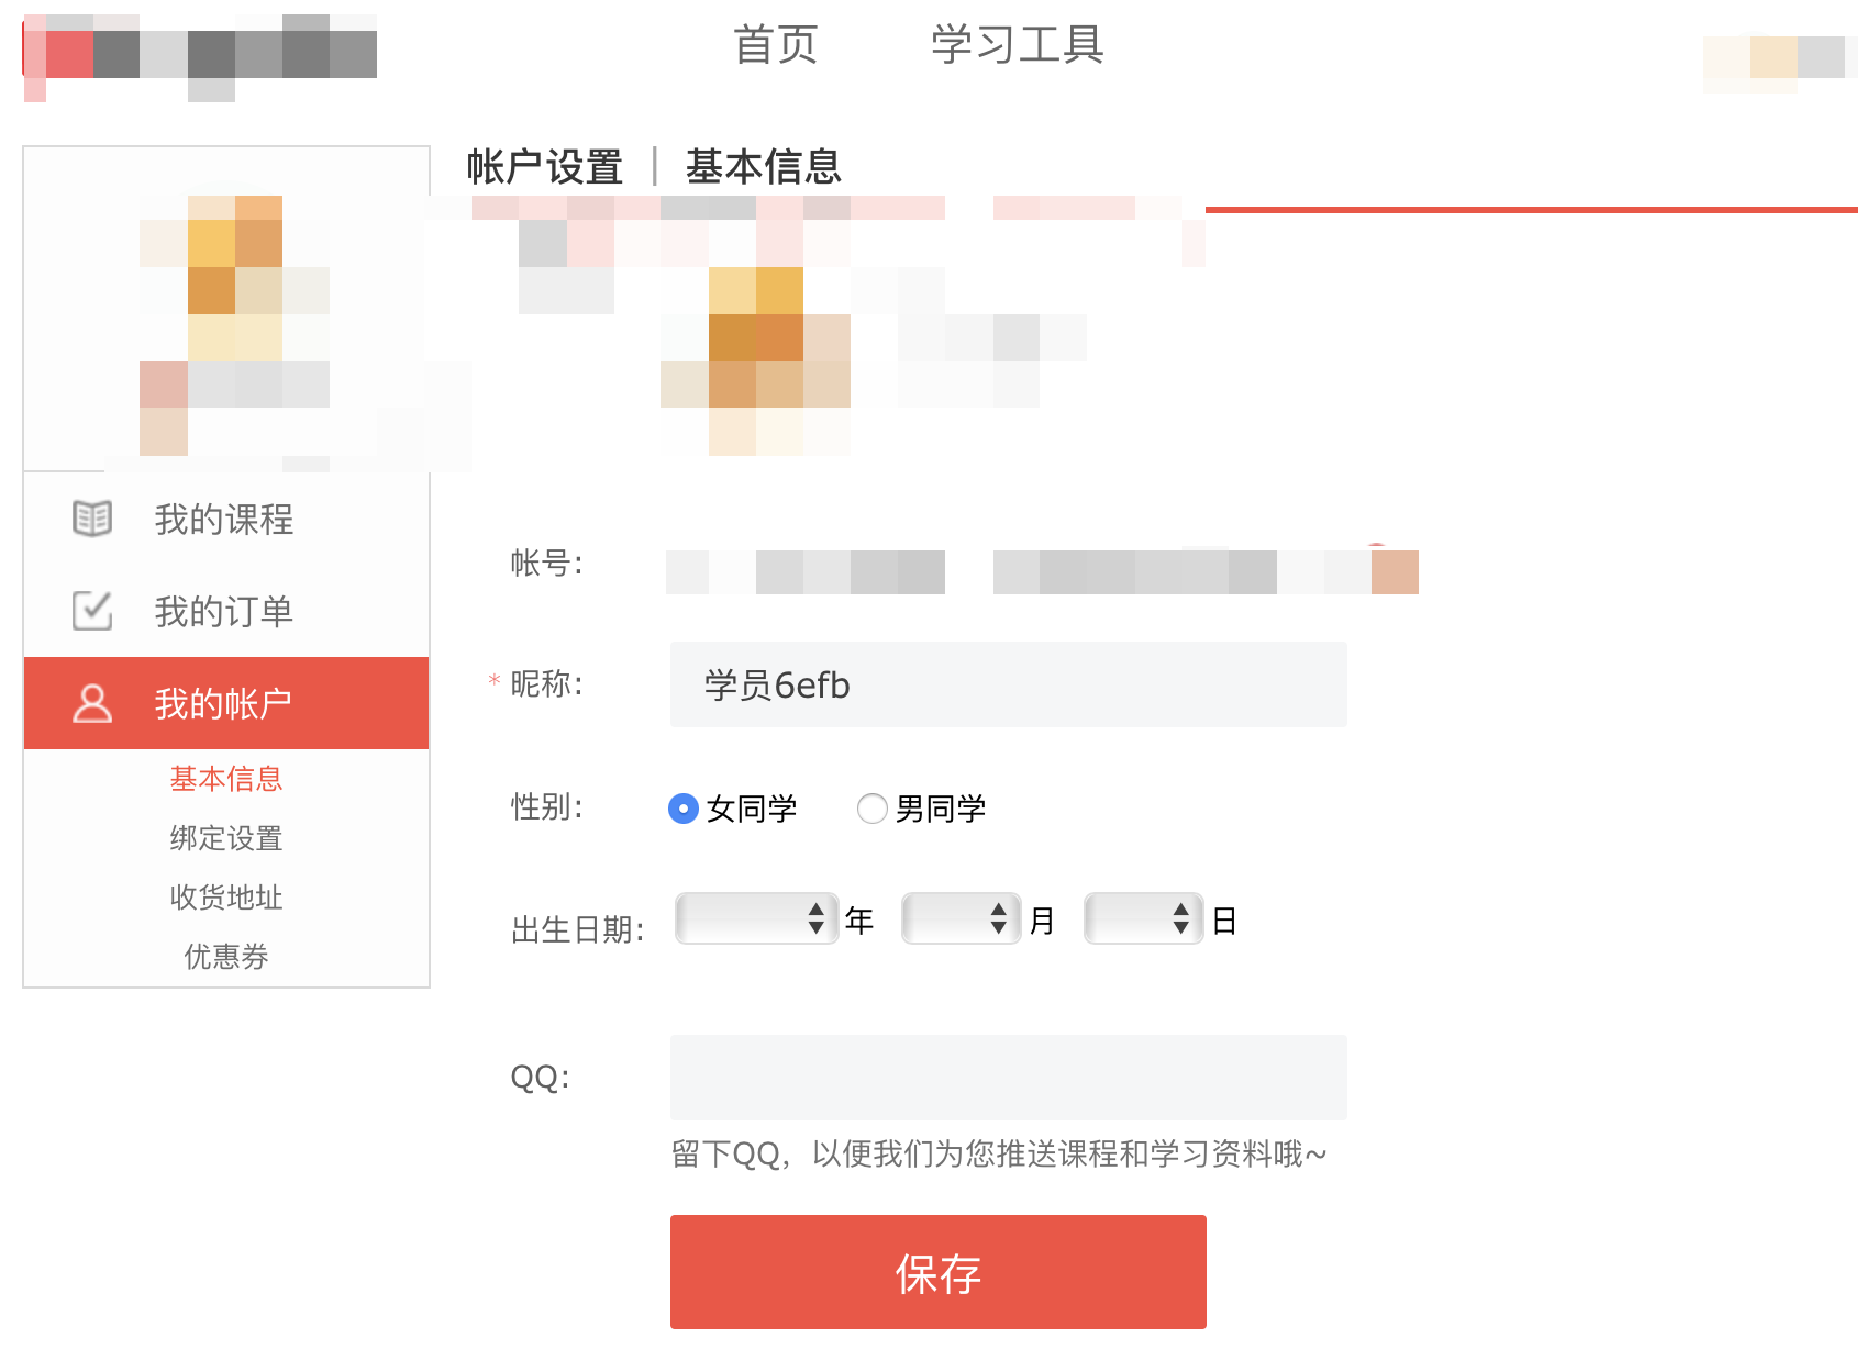 首页 学习工具
帐户设置 | 基本信息
我的课程
我的订单
我的帐户
基本信息
绑定设置
收货地址
优惠券
帐号：
* 昵称： 学员6efb
性别： 女同学 男同学
出生日期： 年 月 日
QQ：
留下QQ，以便我们为您推送课程和学习资料哦~
保存